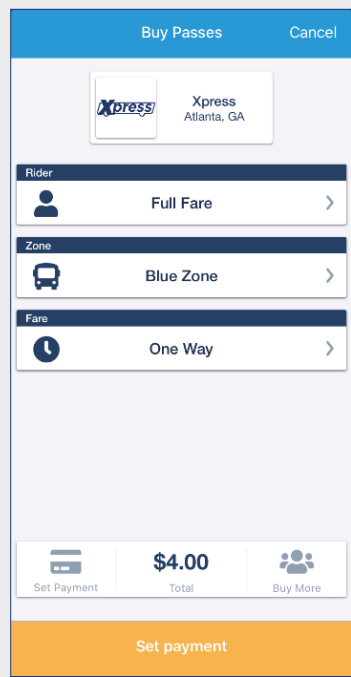 Buy Passes
Cancel
Xpress
Xpress
Atlanta, GA
Rider
Full Fare
Zone
Blue Zone
Fare
One Way
$4.00
Set Payment
Total
Buy More
Set payment